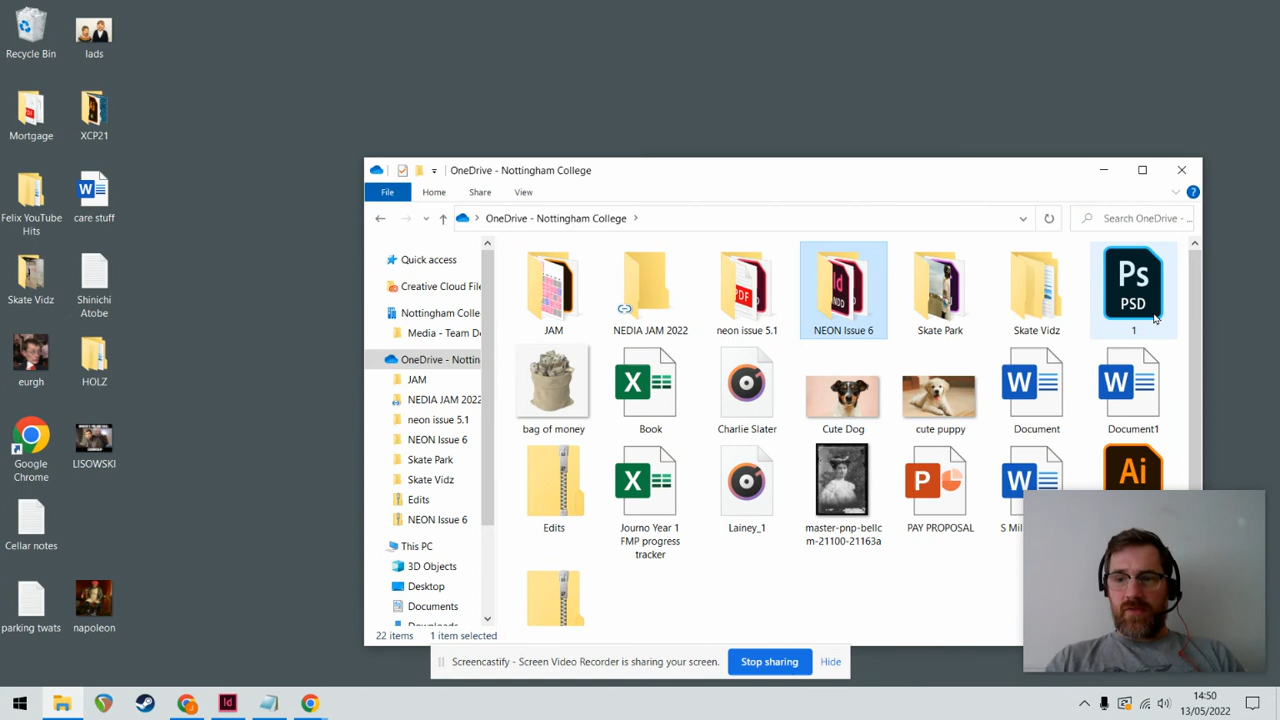 Recycle Bin
lads
Mortgage
XCP21
Felix YouTube
Hits
care stuff
Skate Vidz
Shinichi
Atobe
eurgh
HOLZ
Google
Chrome
LISOWSKI
Cellar notes
parking twats
napoleon
OneDrive - Nottingham College
File
Home
Share
View
OneDrive - Nottingham College
Search OneDrive - ...
Quick access
Creative Cloud File
Nottingham Colle
Media - Team De
OneDrive - Nottin
JAM
NEDIA JAM 2022
neon issue 5.1
NEON Issue 6
Skate Park
Skate Vidz
Edits
NEON Issue 6
This PC
3D Objects
Desktop
Documents
PDF
Id
INDD
Ps
PSD
JAM
NEDIA JAM 2022
neon issue 5.1
NEON Issue 6
Skate Park
Skate Vidz
1
bag of money
Book
Charlie Slater
Cute Dog
cute puppy
Document
Document1
Ai
Edits
Journo Year 1
FMP progress
tracker
Lainey_1
master-pnp-bellc
m-21100-21163a
PAY PROPOSAL
22 items
1 item selected
Screencastify - Screen Video Recorder is sharing your screen.
Stop sharing
Hide
14:50
13/05/2022